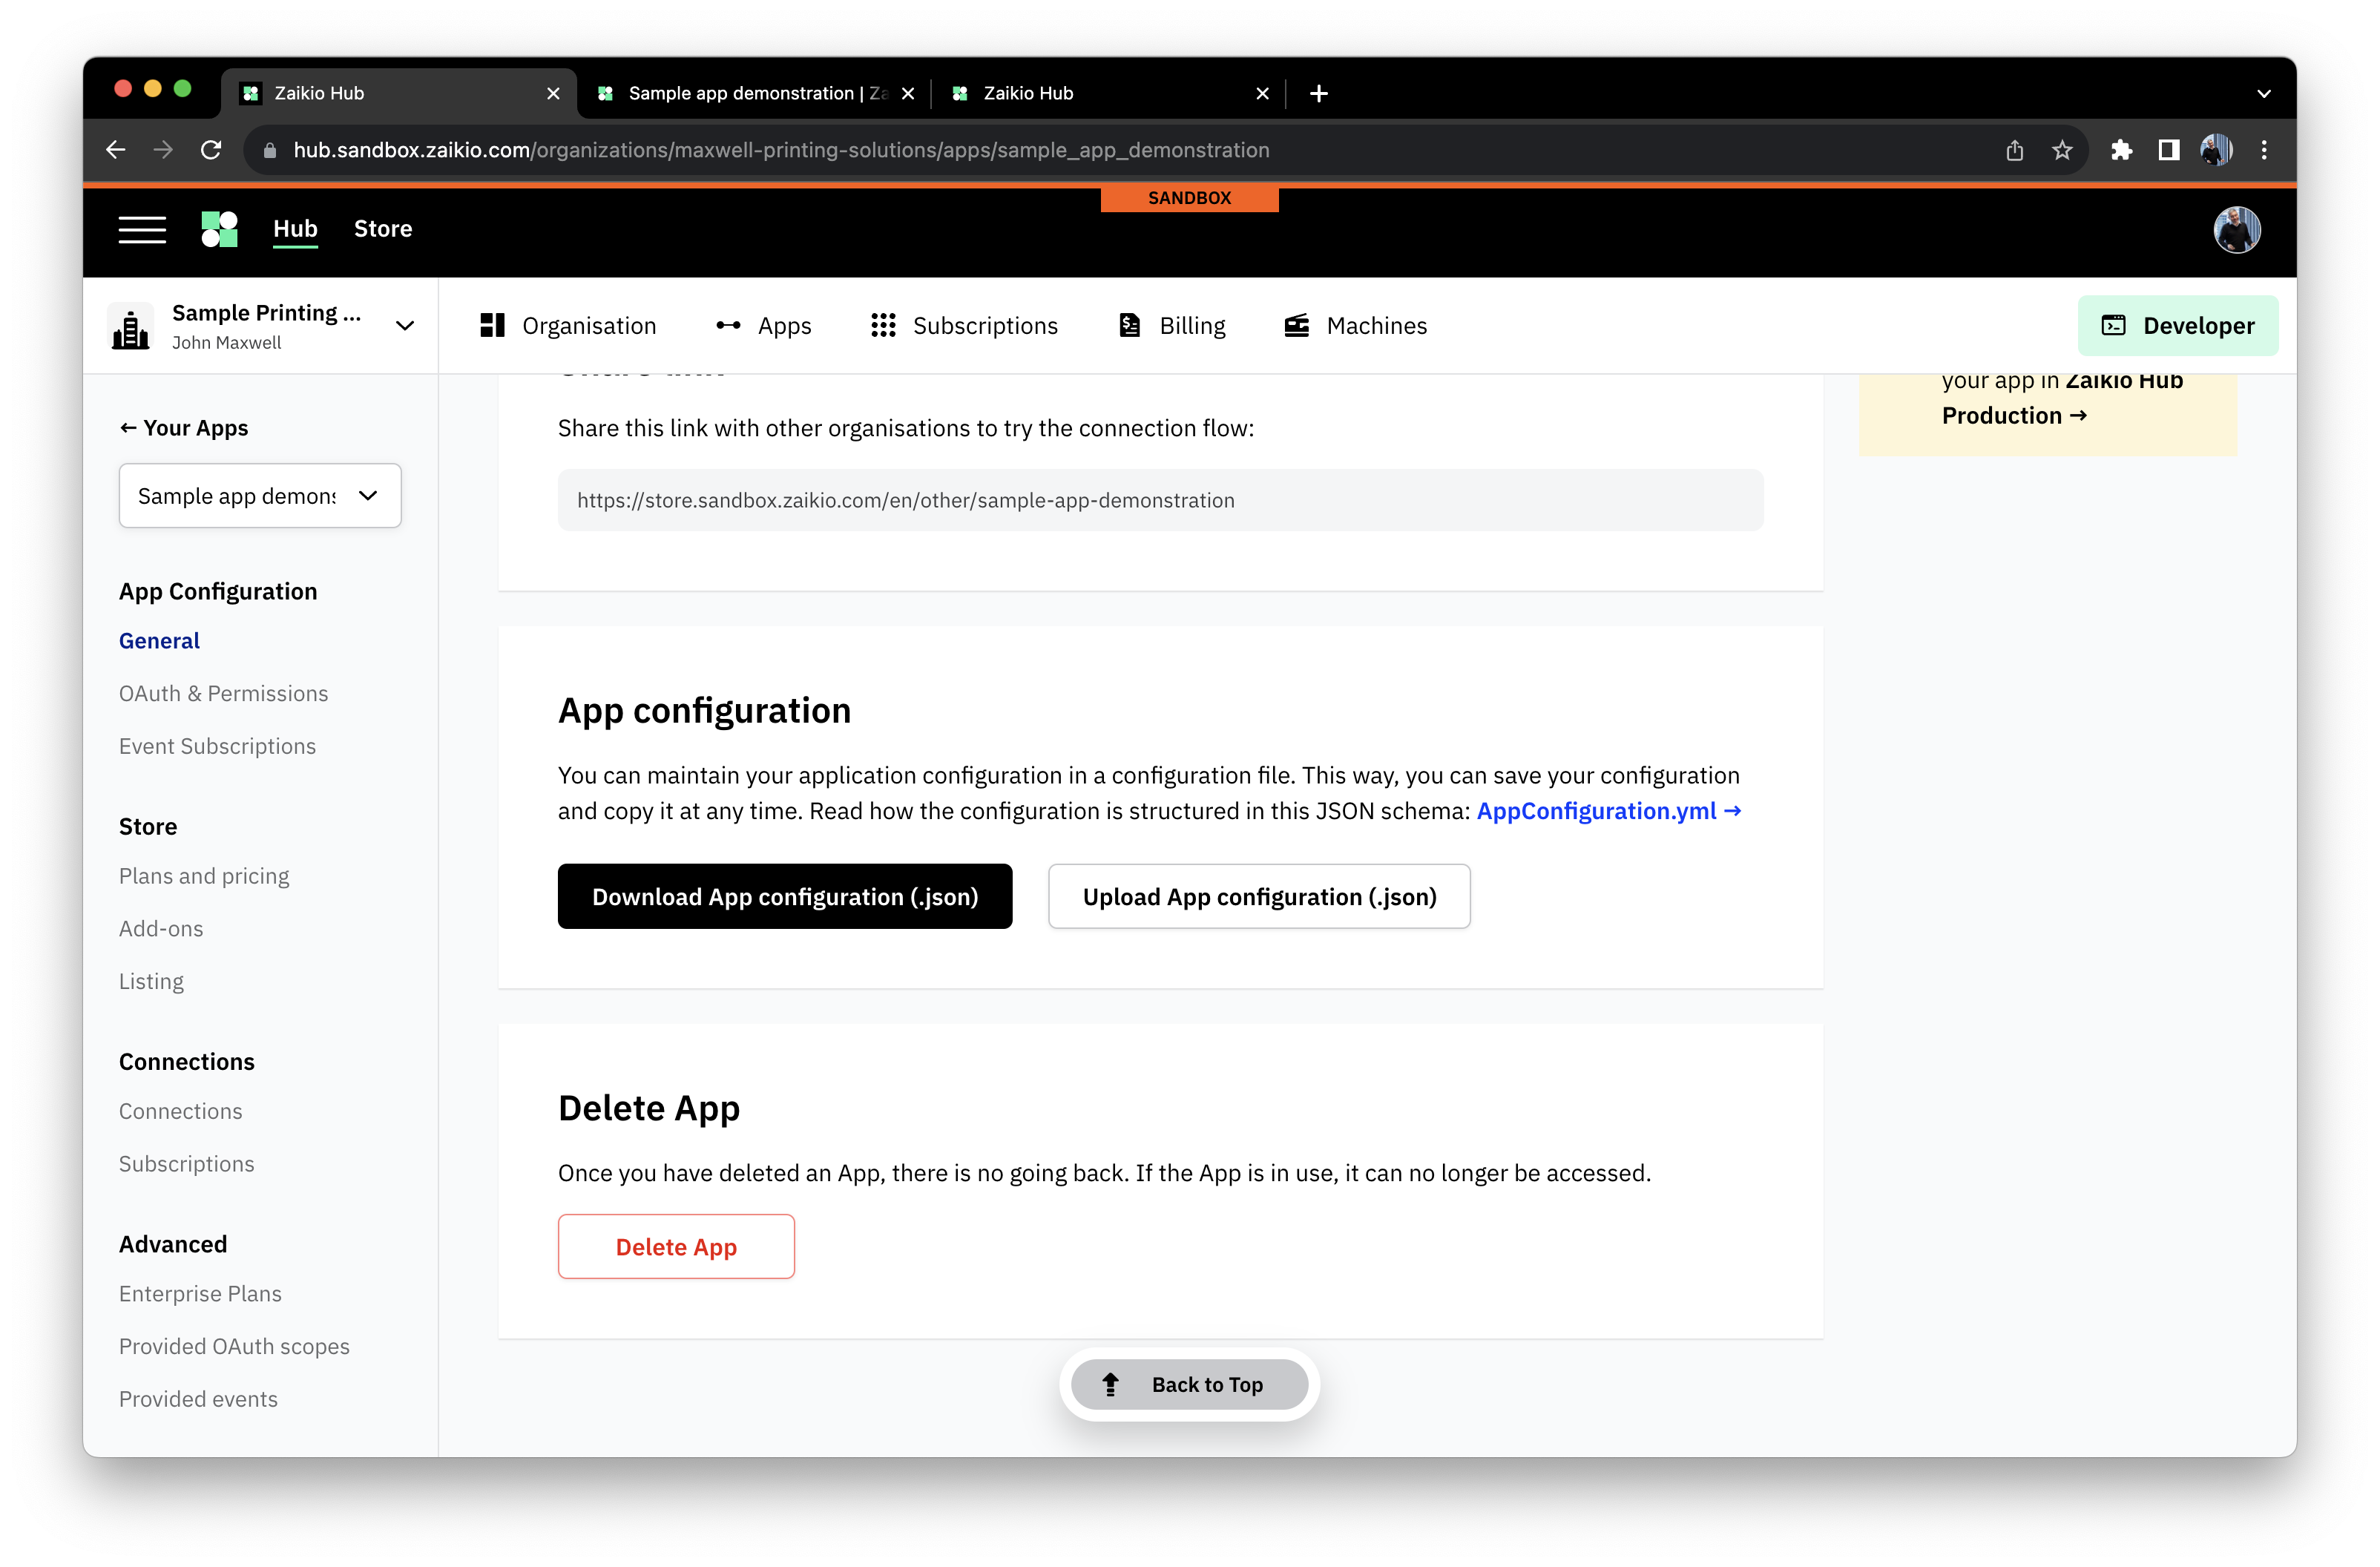 Zaikio Hub
Sample app demonstration | Za
Zaikio Hub
hub.sandbox.zaikio.com/organizations/maxwell-printing-solutions/apps/sample_app_demonstration
SANDBOX
Hub
Store
Sample Printing ...
John Maxwell
Organisation
Apps
Subscriptions
Billing
Machines
Developer
← Your Apps
Sample app demons
App Configuration
General
OAuth & Permissions
Event Subscriptions
Store
Plans and pricing
Add-ons
Listing
Connections
Connections
Subscriptions
Advanced
Enterprise Plans
Provided OAuth scopes
Provided events
Share this link with other organisations to try the connection flow:
https://store.sandbox.zaikio.com/en/other/sample-app-demonstration
App configuration
You can maintain your application configuration in a configuration file. This way, you can save your configuration
and copy it at any time. Read how the configuration is structured in this JSON schema: AppConfiguration.yml →
Download App configuration (.json)
Upload App configuration (.json)
Delete App
Once you have deleted an App, there is no going back. If the App is in use, it can no longer be accessed.
Delete App
Back to Top
your app in Zaikio Hub
Production →